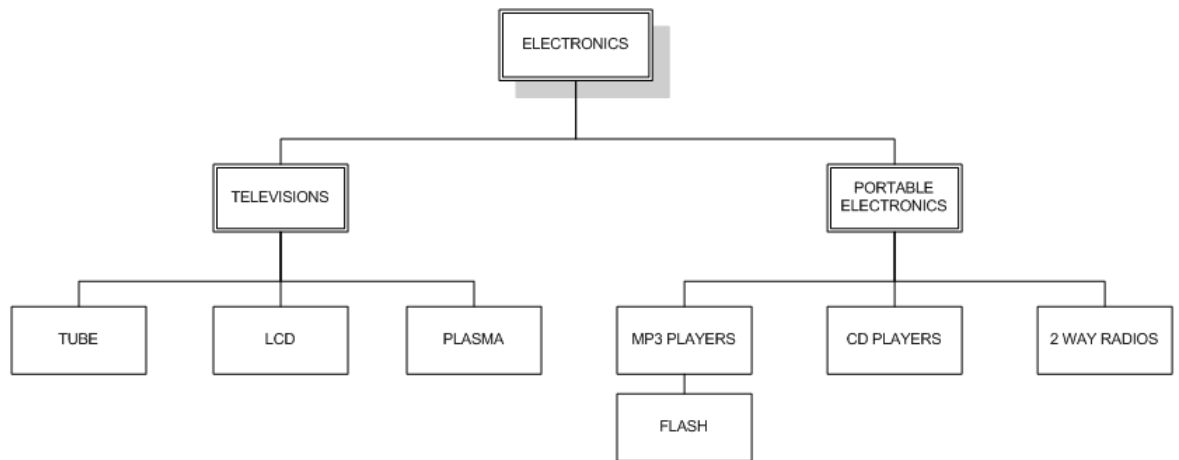 ELECTRONICS
TELEVISIONS
PORTABLE
ELECTRONICS
TUBE
LCD
PLASMA
MP3 PLAYERS
CD PLAYERS
2 WAY RADIOS
FLASH